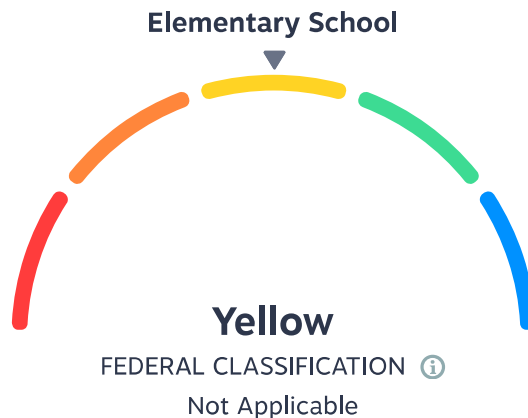 Elementary School
Yellow
FEDERAL CLASSIFICATION
Not Applicable